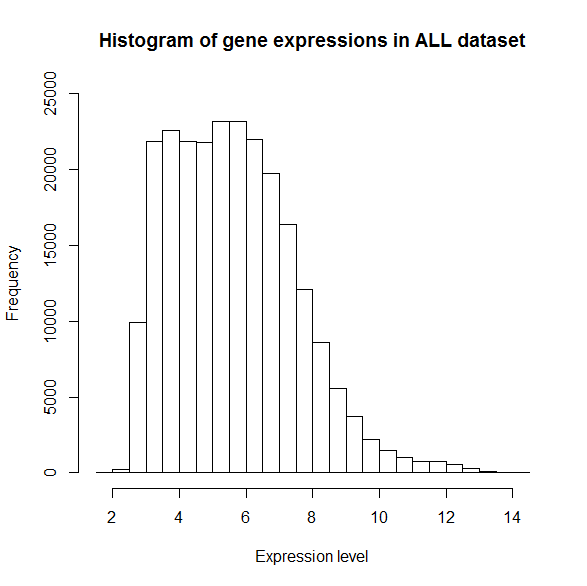 Histogram of gene expressions in ALL dataset
Frequency
25000
20000
15000
10000
5000
0
2 4 6 8 10 12 14
Expression level